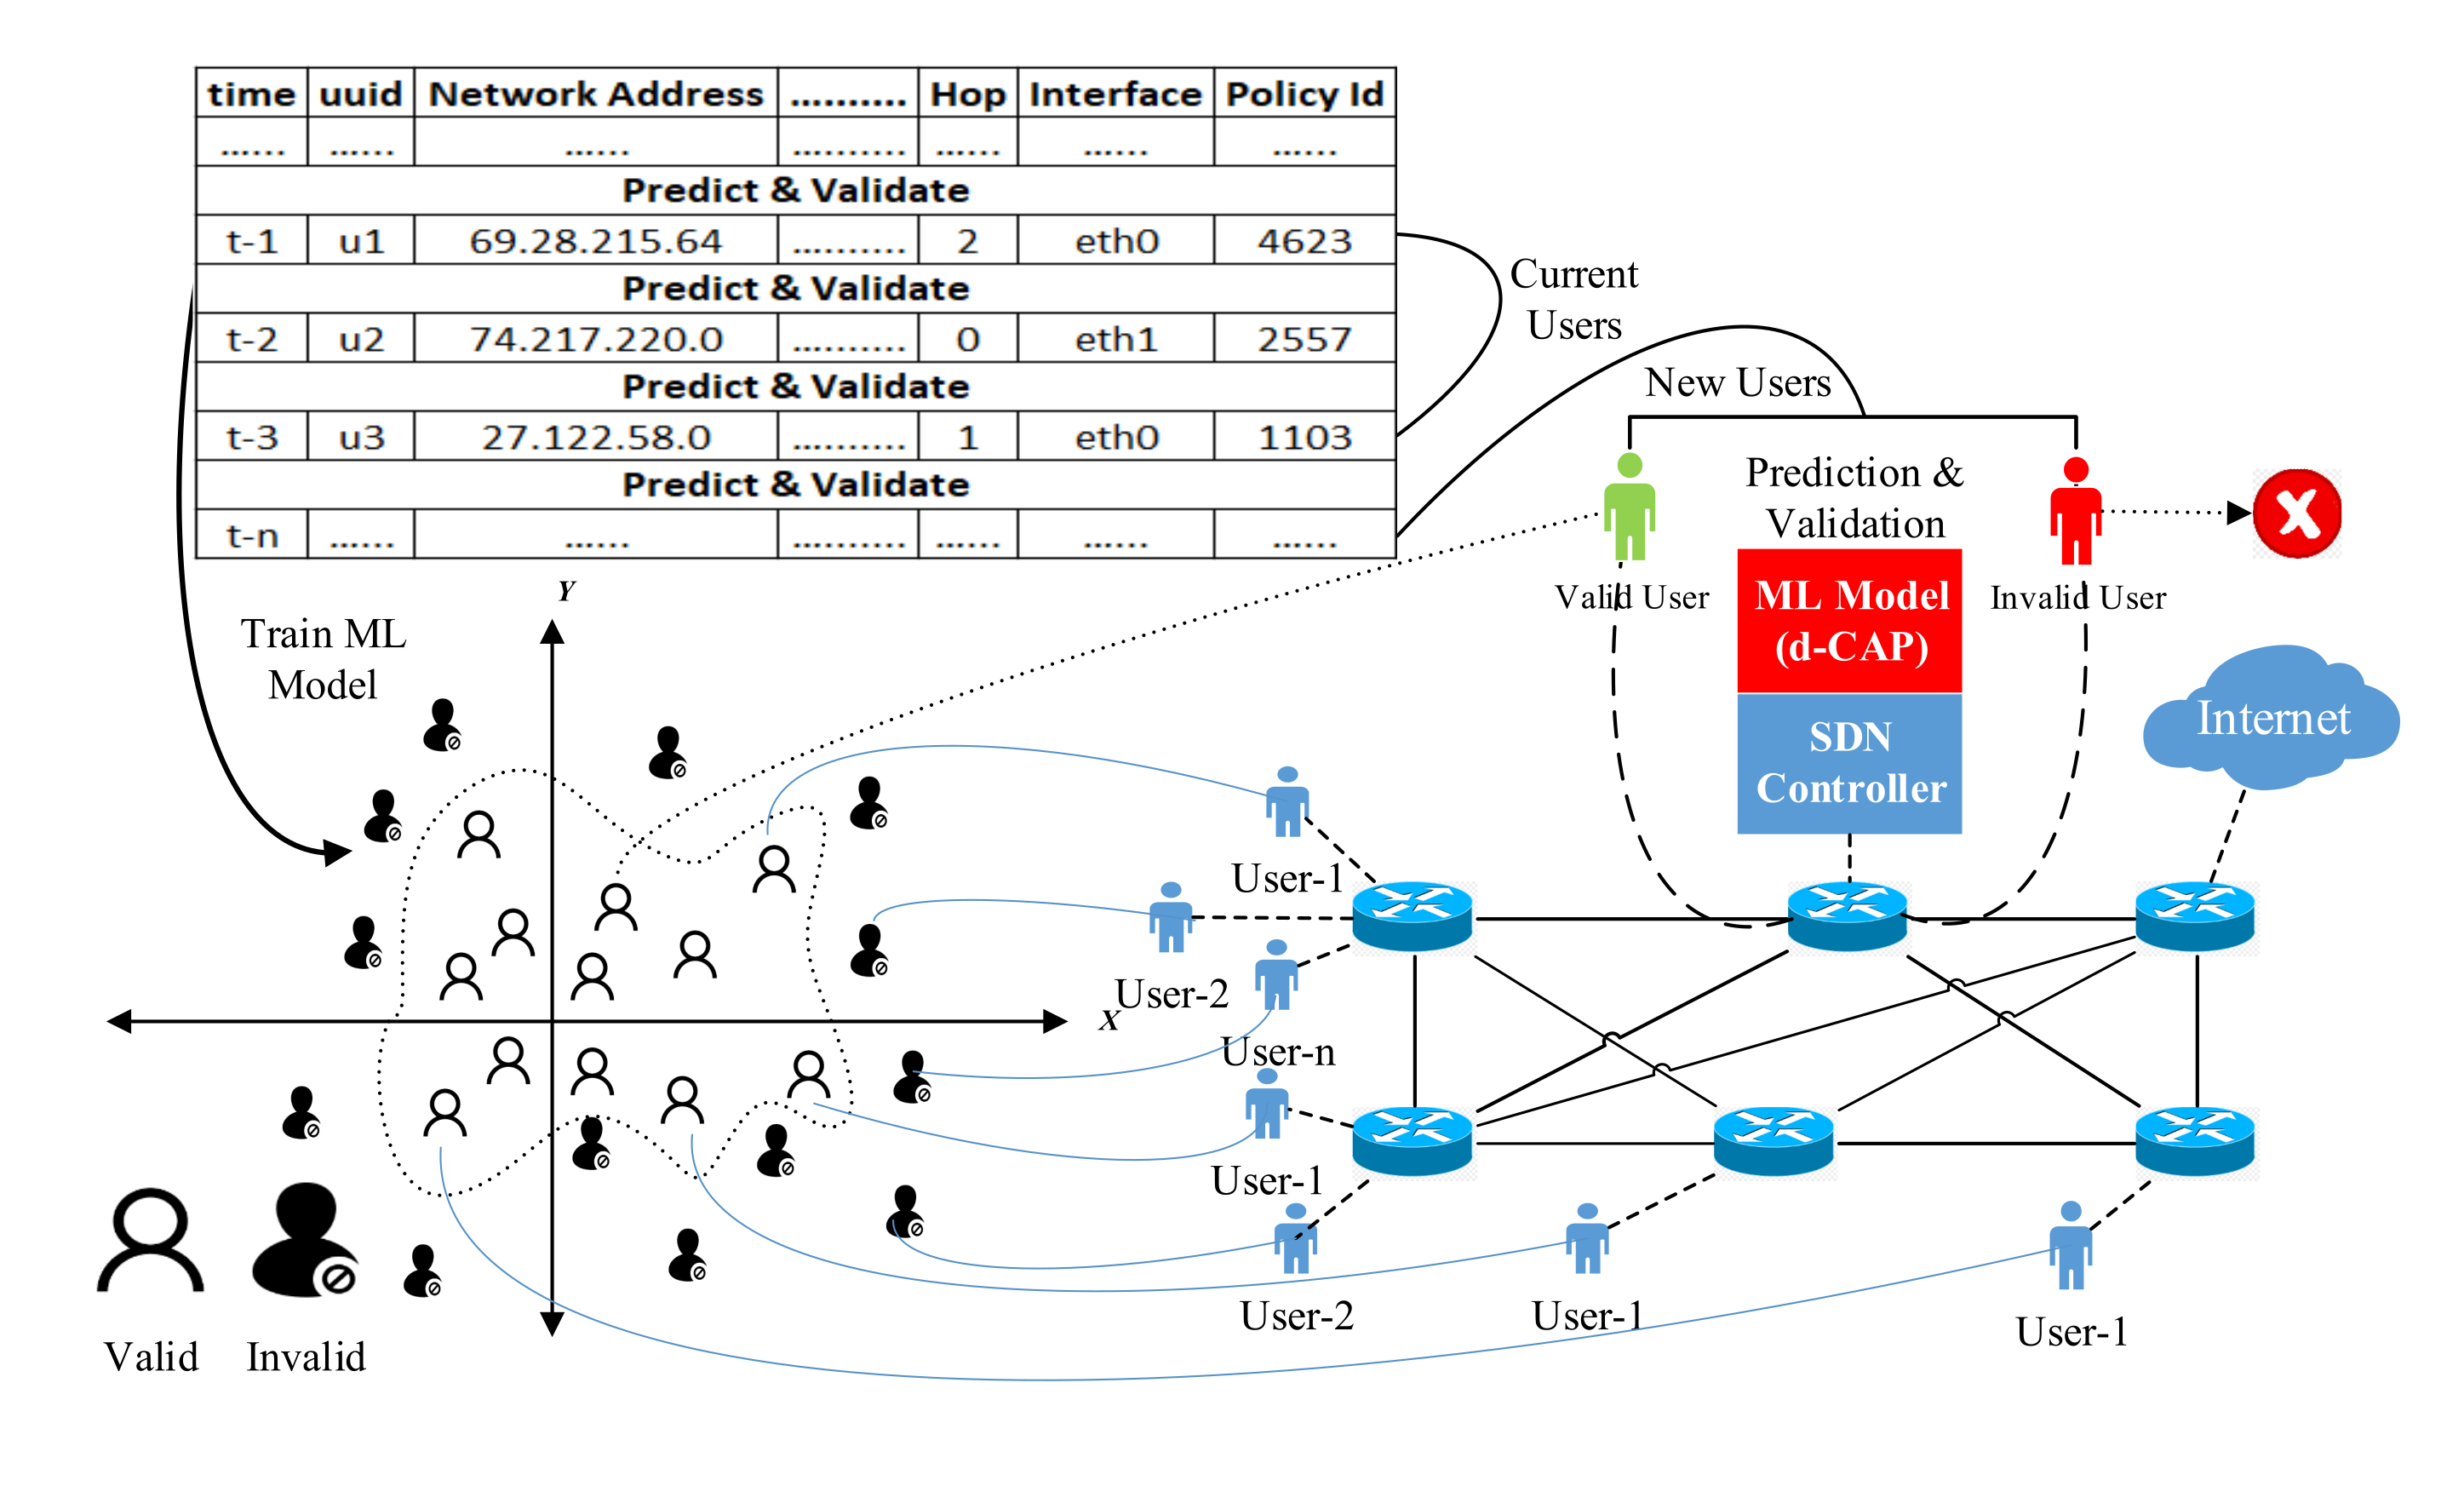 time uuid Network Address .......... Hop Interface Policy Id
...... ...... ...... .......... ...... ...... ......
Predict & Validate
t-1 u1 69.28.215.64 .......... 2 eth0 4623
Predict & Validate
t-2 u2 74.217.220.0 .......... 0 eth1 2557
Predict & Validate
t-3 u3 27.122.58.0 .......... 1 eth0 1103
Predict & Validate
t-n ...... ...... .......... ...... ...... ......
Current
Users
New Users
Prediction &
Validation
Valid User
ML Model
(d-CAP)
Invalid User
SDN
Controller
Internet
Train ML
Model
Y
X
User-1
User-2
User-n
User-1
User-2
User-1
User-1
Valid
Invalid